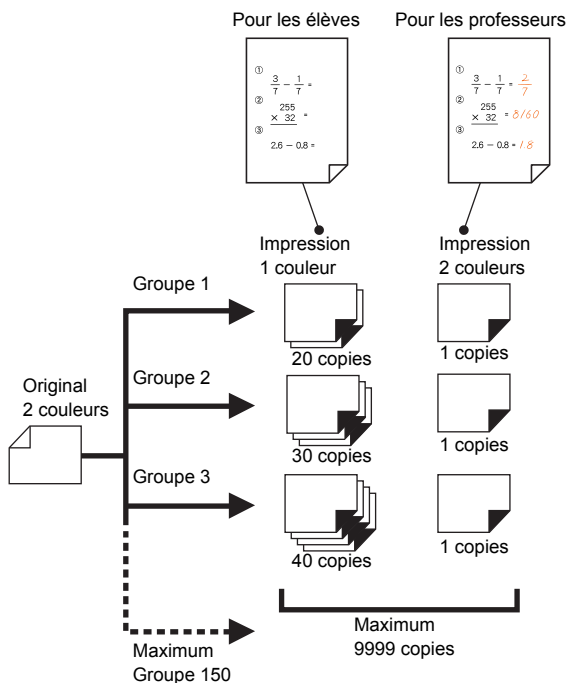 Pour les élèves
Pour les professeurs
①
3/7 − 1/7 =
②
255
× 32 =
③
2.6 − 0.8 =
①
3/7 − 1/7 = 2/7
②
255
× 32 = 8160
③
2.6 − 0.8 = 1.8
Impression
1 couleur
Impression
2 couleurs
Groupe 1
20 copies
1 copies
Original
2 couleurs
Groupe 2
30 copies
1 copies
Groupe 3
40 copies
1 copies
Maximum
9999 copies
Maximum
Groupe 150